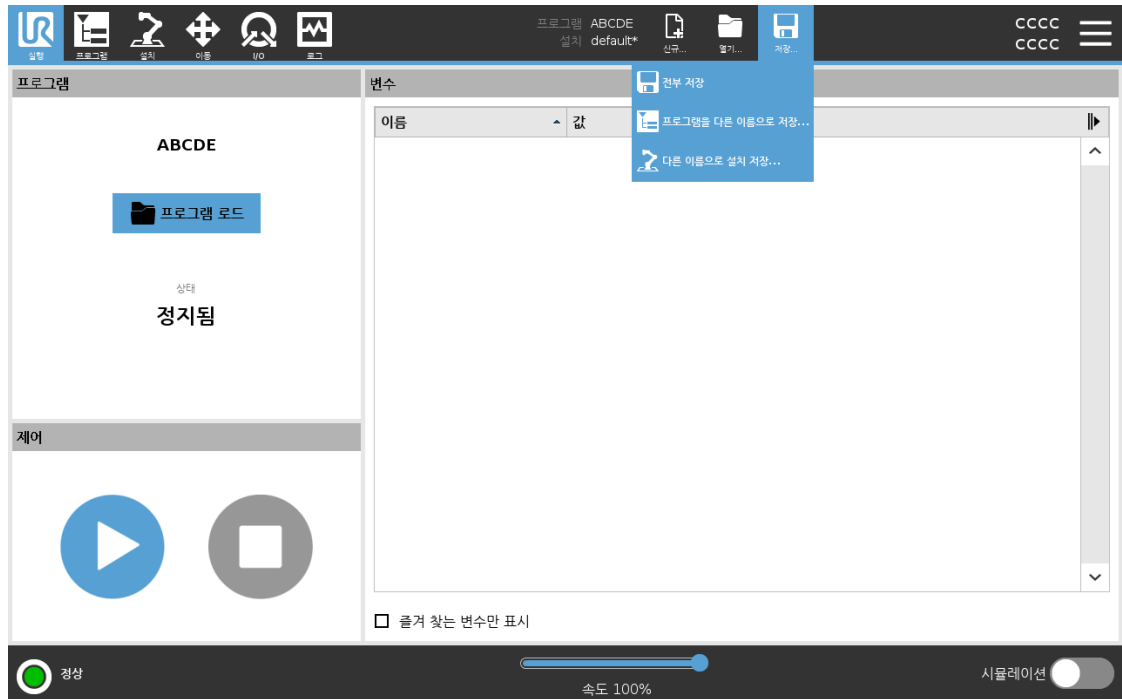 UR
실행
프로그램
설치
이동
I/O
로그
프로그램 ABCDE
설치 default*
신규...
열기...
저장...
cccc
cccc
전부 저장
프로그램을 다른 이름으로 저장...
다른 이름으로 설치 저장...
프로그램
ABCDE
프로그램 로드
상태
정지됨
제어
변수
이름 값
즐겨 찾는 변수만 표시
정상
속도 100%
시뮬레이션